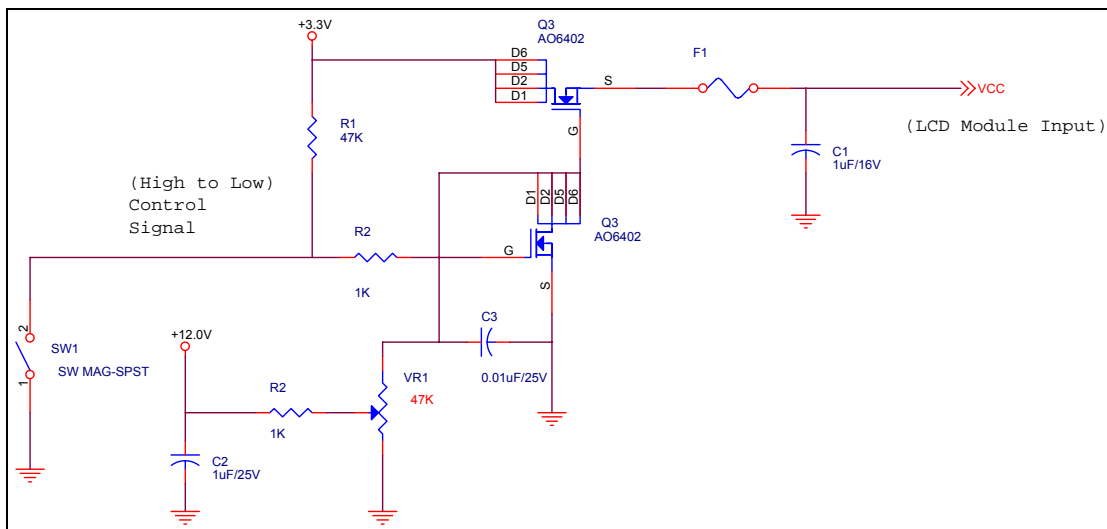 +3.3V
Q3
AO6402
D6
D5
D2
D1
S
G
F1
VCC
(LCD Module Input)
R1
47K
C1
1uF/16V
(High to Low)
Control
Signal
D1
D2
D5
D6
Q3
AO6402
R2
G
1K
S
2
SW1
1
SW MAG-SPST
+12.0V
C3
0.01uF/25V
R2
1K
VR1
47K
C2
1uF/25V